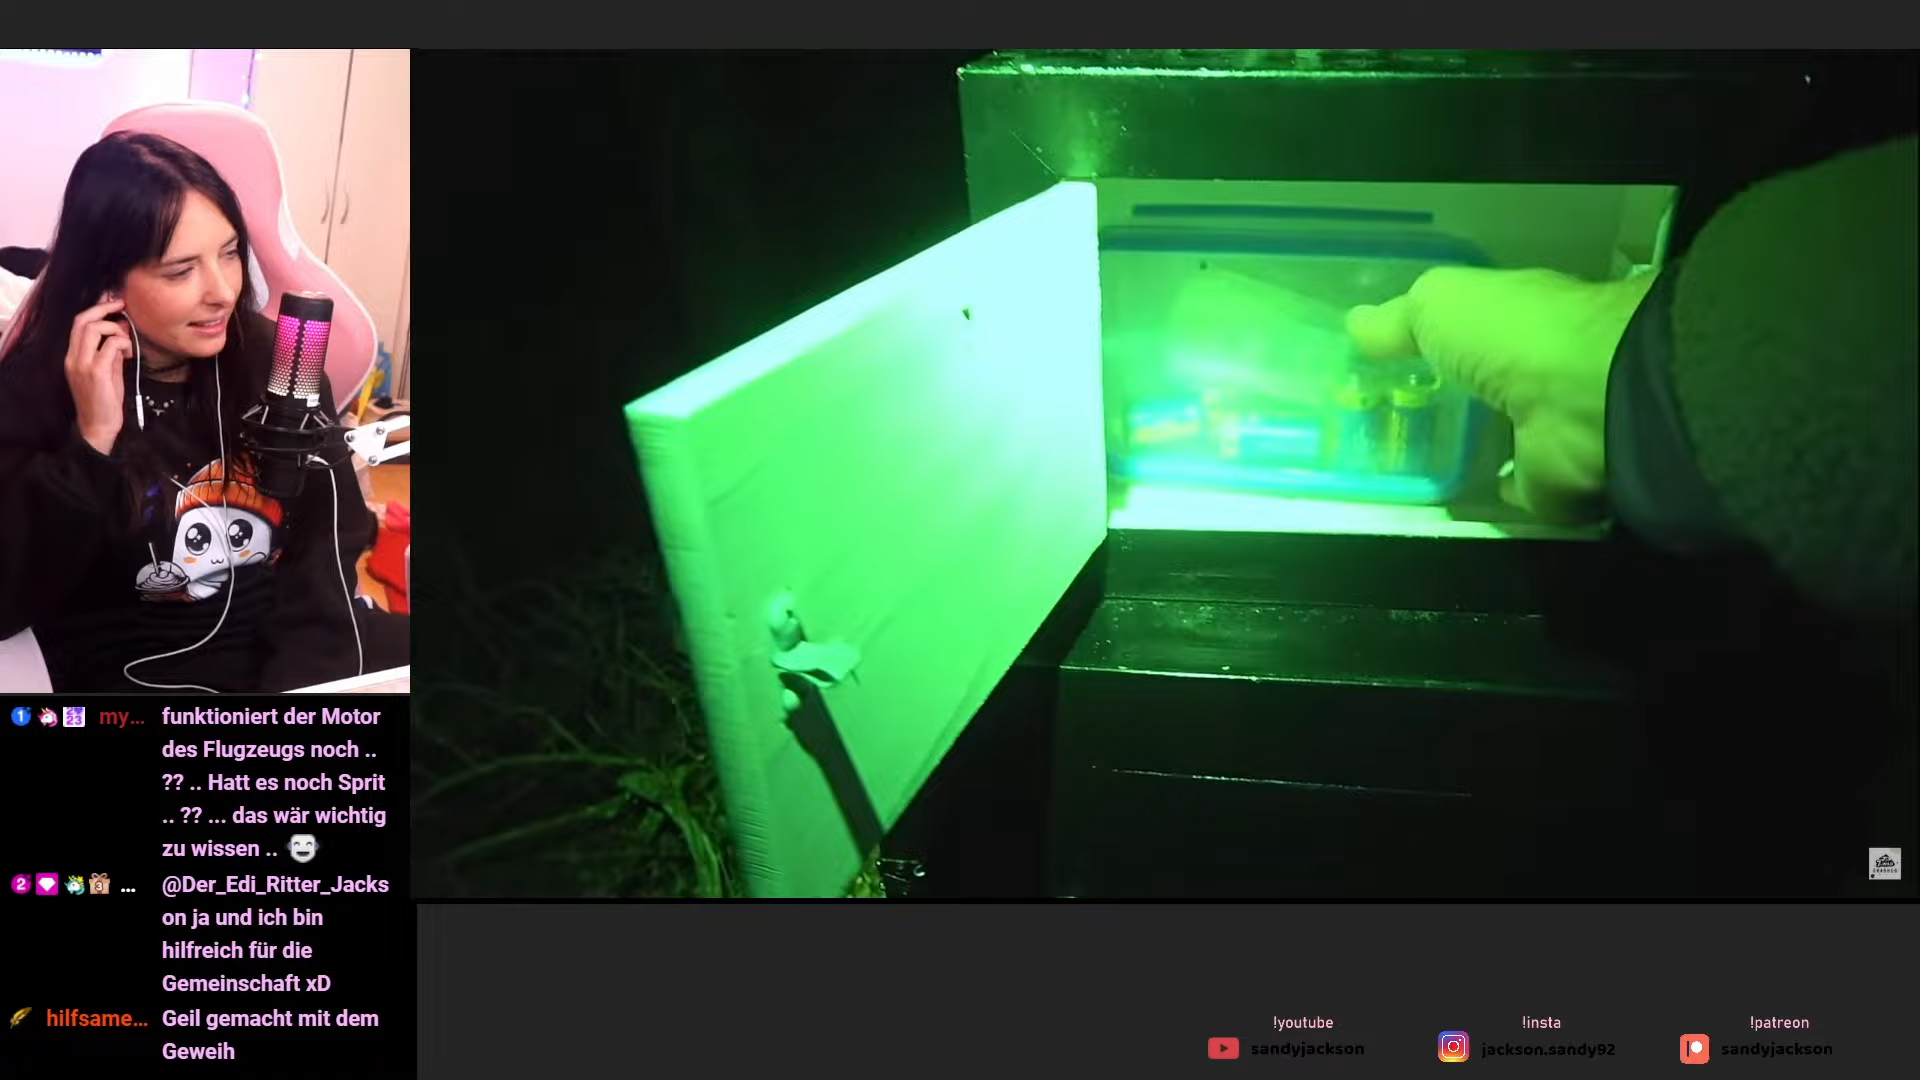 my... funktioniert der Motor
des Flugzeugs noch ..
?? .. Hatt es noch Sprit
.. ?? ... das wär wichtig
zu wissen ..
... @Der_Edi_Ritter_Jacks
on ja und ich bin
hilfreich für die
Gemeinschaft xD
hilfsame... Geil gemacht mit dem
Geweih
!youtube
sandyjackson
!insta
jackson.sandy92
!patreon
sandyjackson